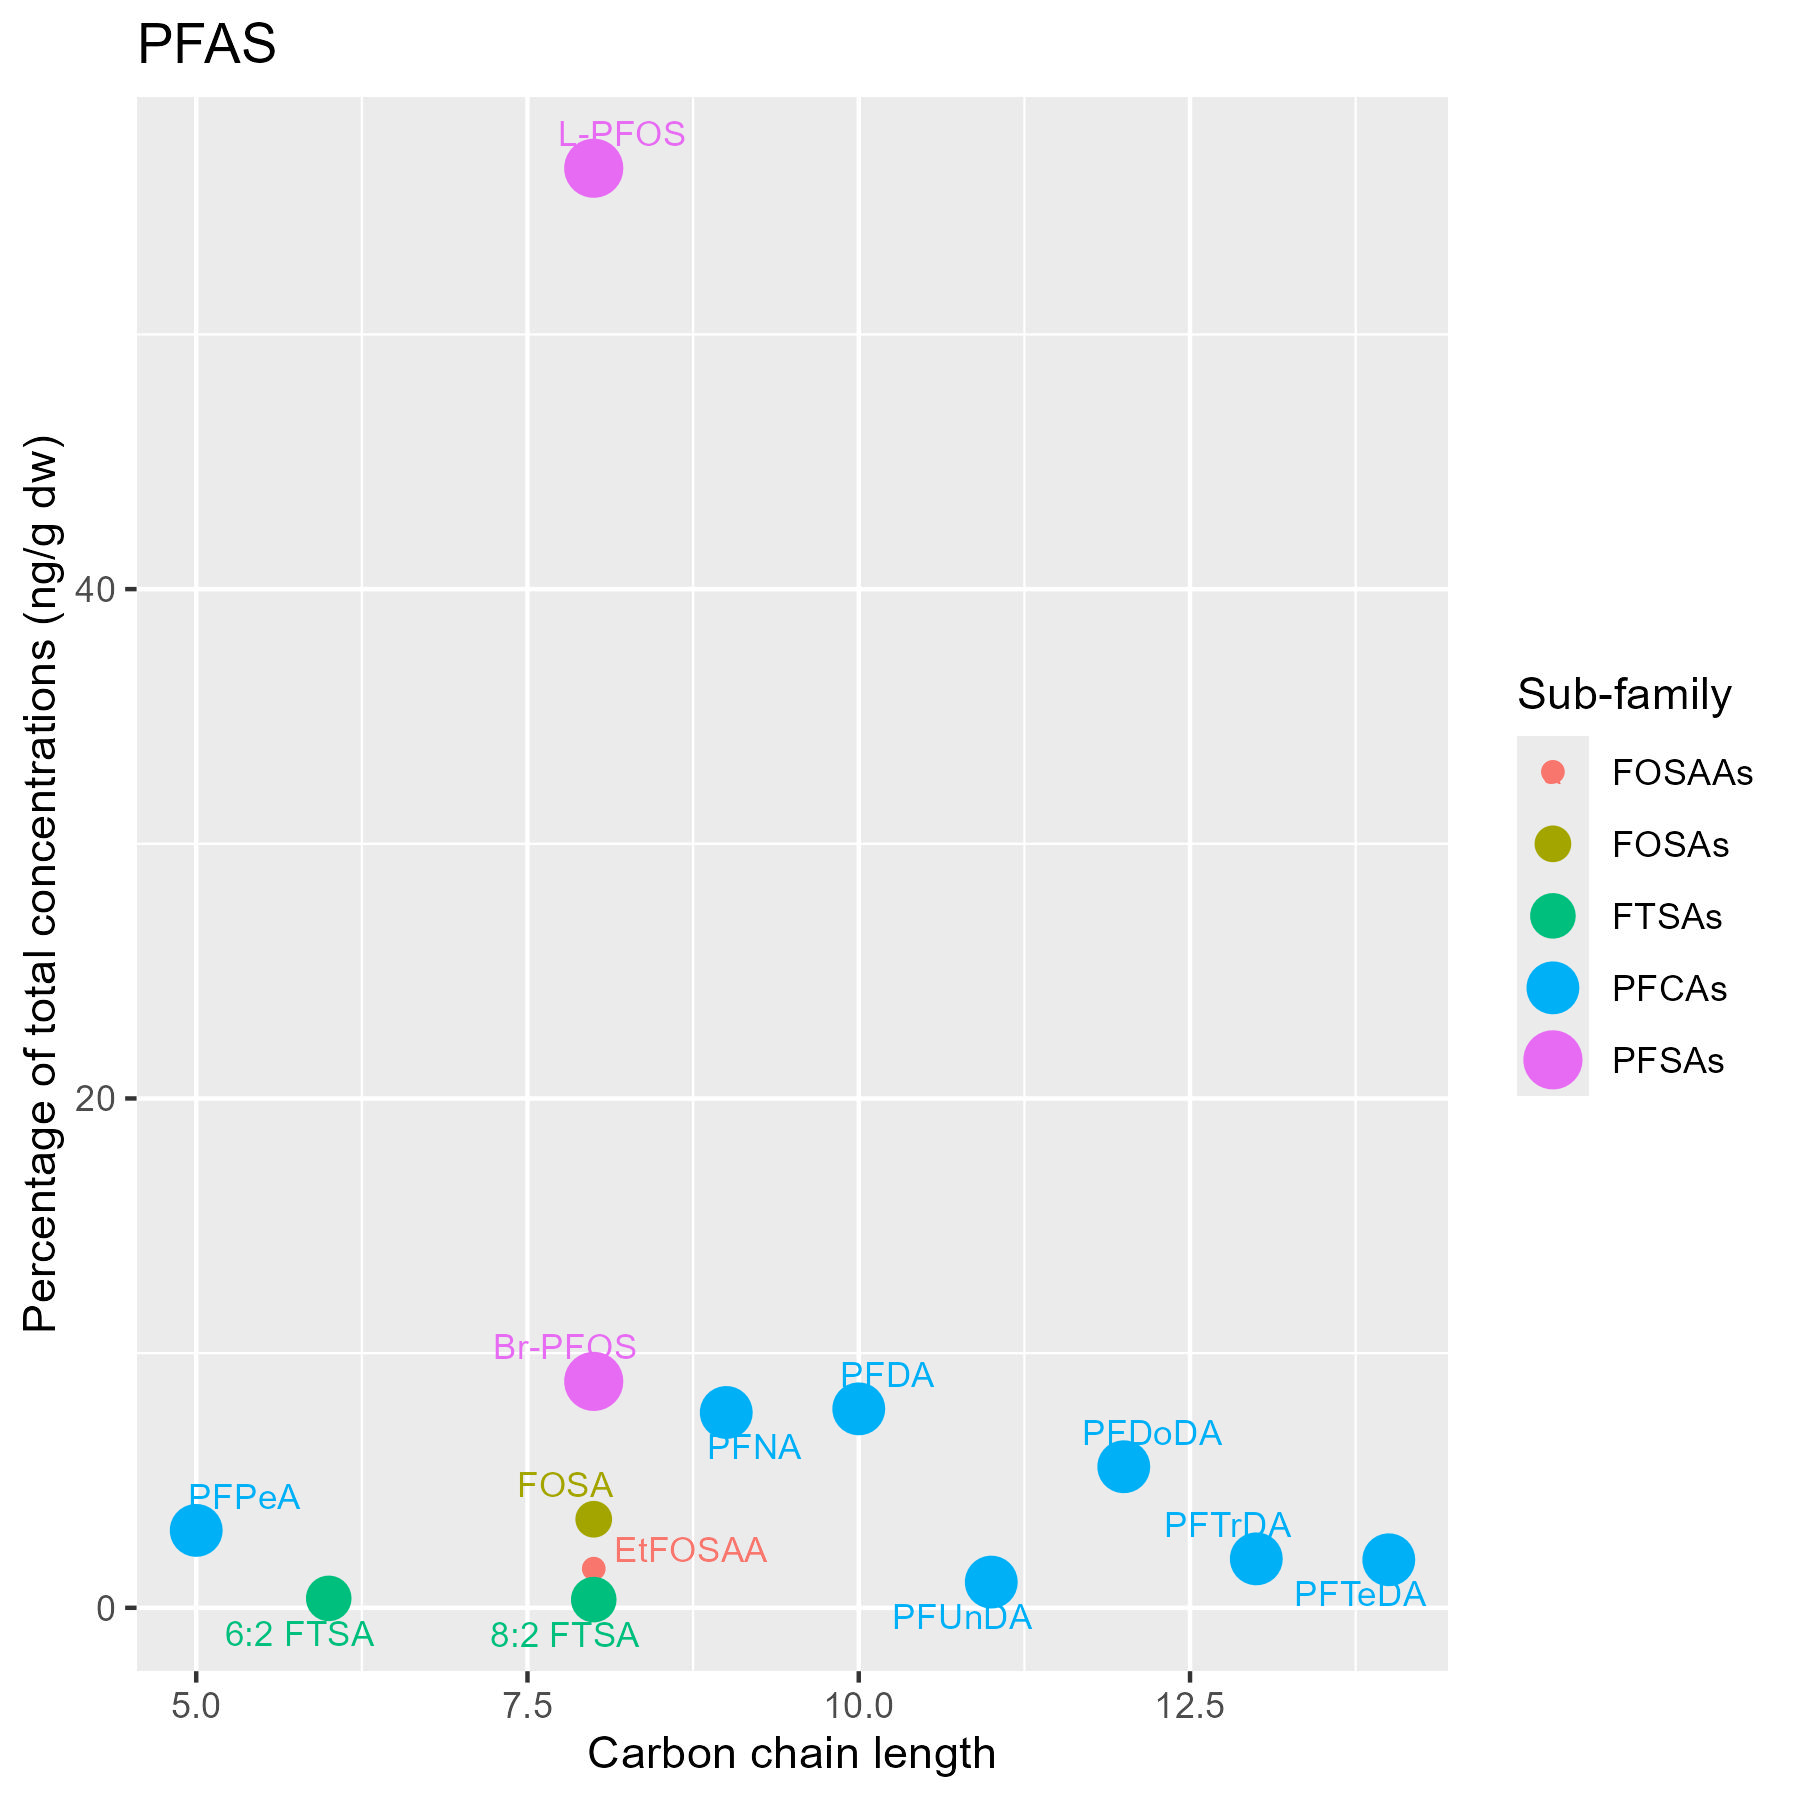 PFAS
L-PFOS
Percentage of total concentrations (ng/g dw)
40
20
0
Br-PFOS
PFDA
PFNA
PFDoDA
FOSA
PFPeA
PFTrDA
EtFOSAA
PFTeDA
PFUnDA
6:2 FTSA
8:2 FTSA
5.0
7.5
10.0
12.5
Carbon chain length
Sub-family
FOSAAs
FOSAs
FTSAs
PFCAs
PFSAs